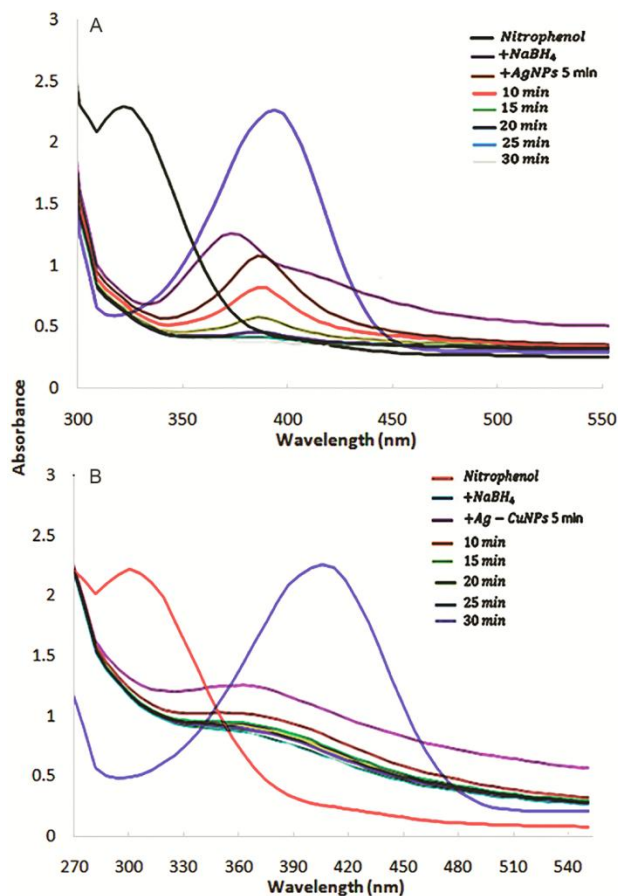 A
3
2.5
2
1.5
1
0.5
0
300 350 400 450 500 550
Wavelength (nm)
Nitrophenol
+NaBH₄
+AgNPs 5 min
10 min
15 min
20 min
25 min
30 min
Absorbance
B
3
2.5
2
1.5
1
0.5
0
270 300 330 360 390 420 450 480 510 540
Wavelength (nm)
Nitrophenol
+NaBH₄
+Ag − CuNPs 5 min
10 min
15 min
20 min
25 min
30 min